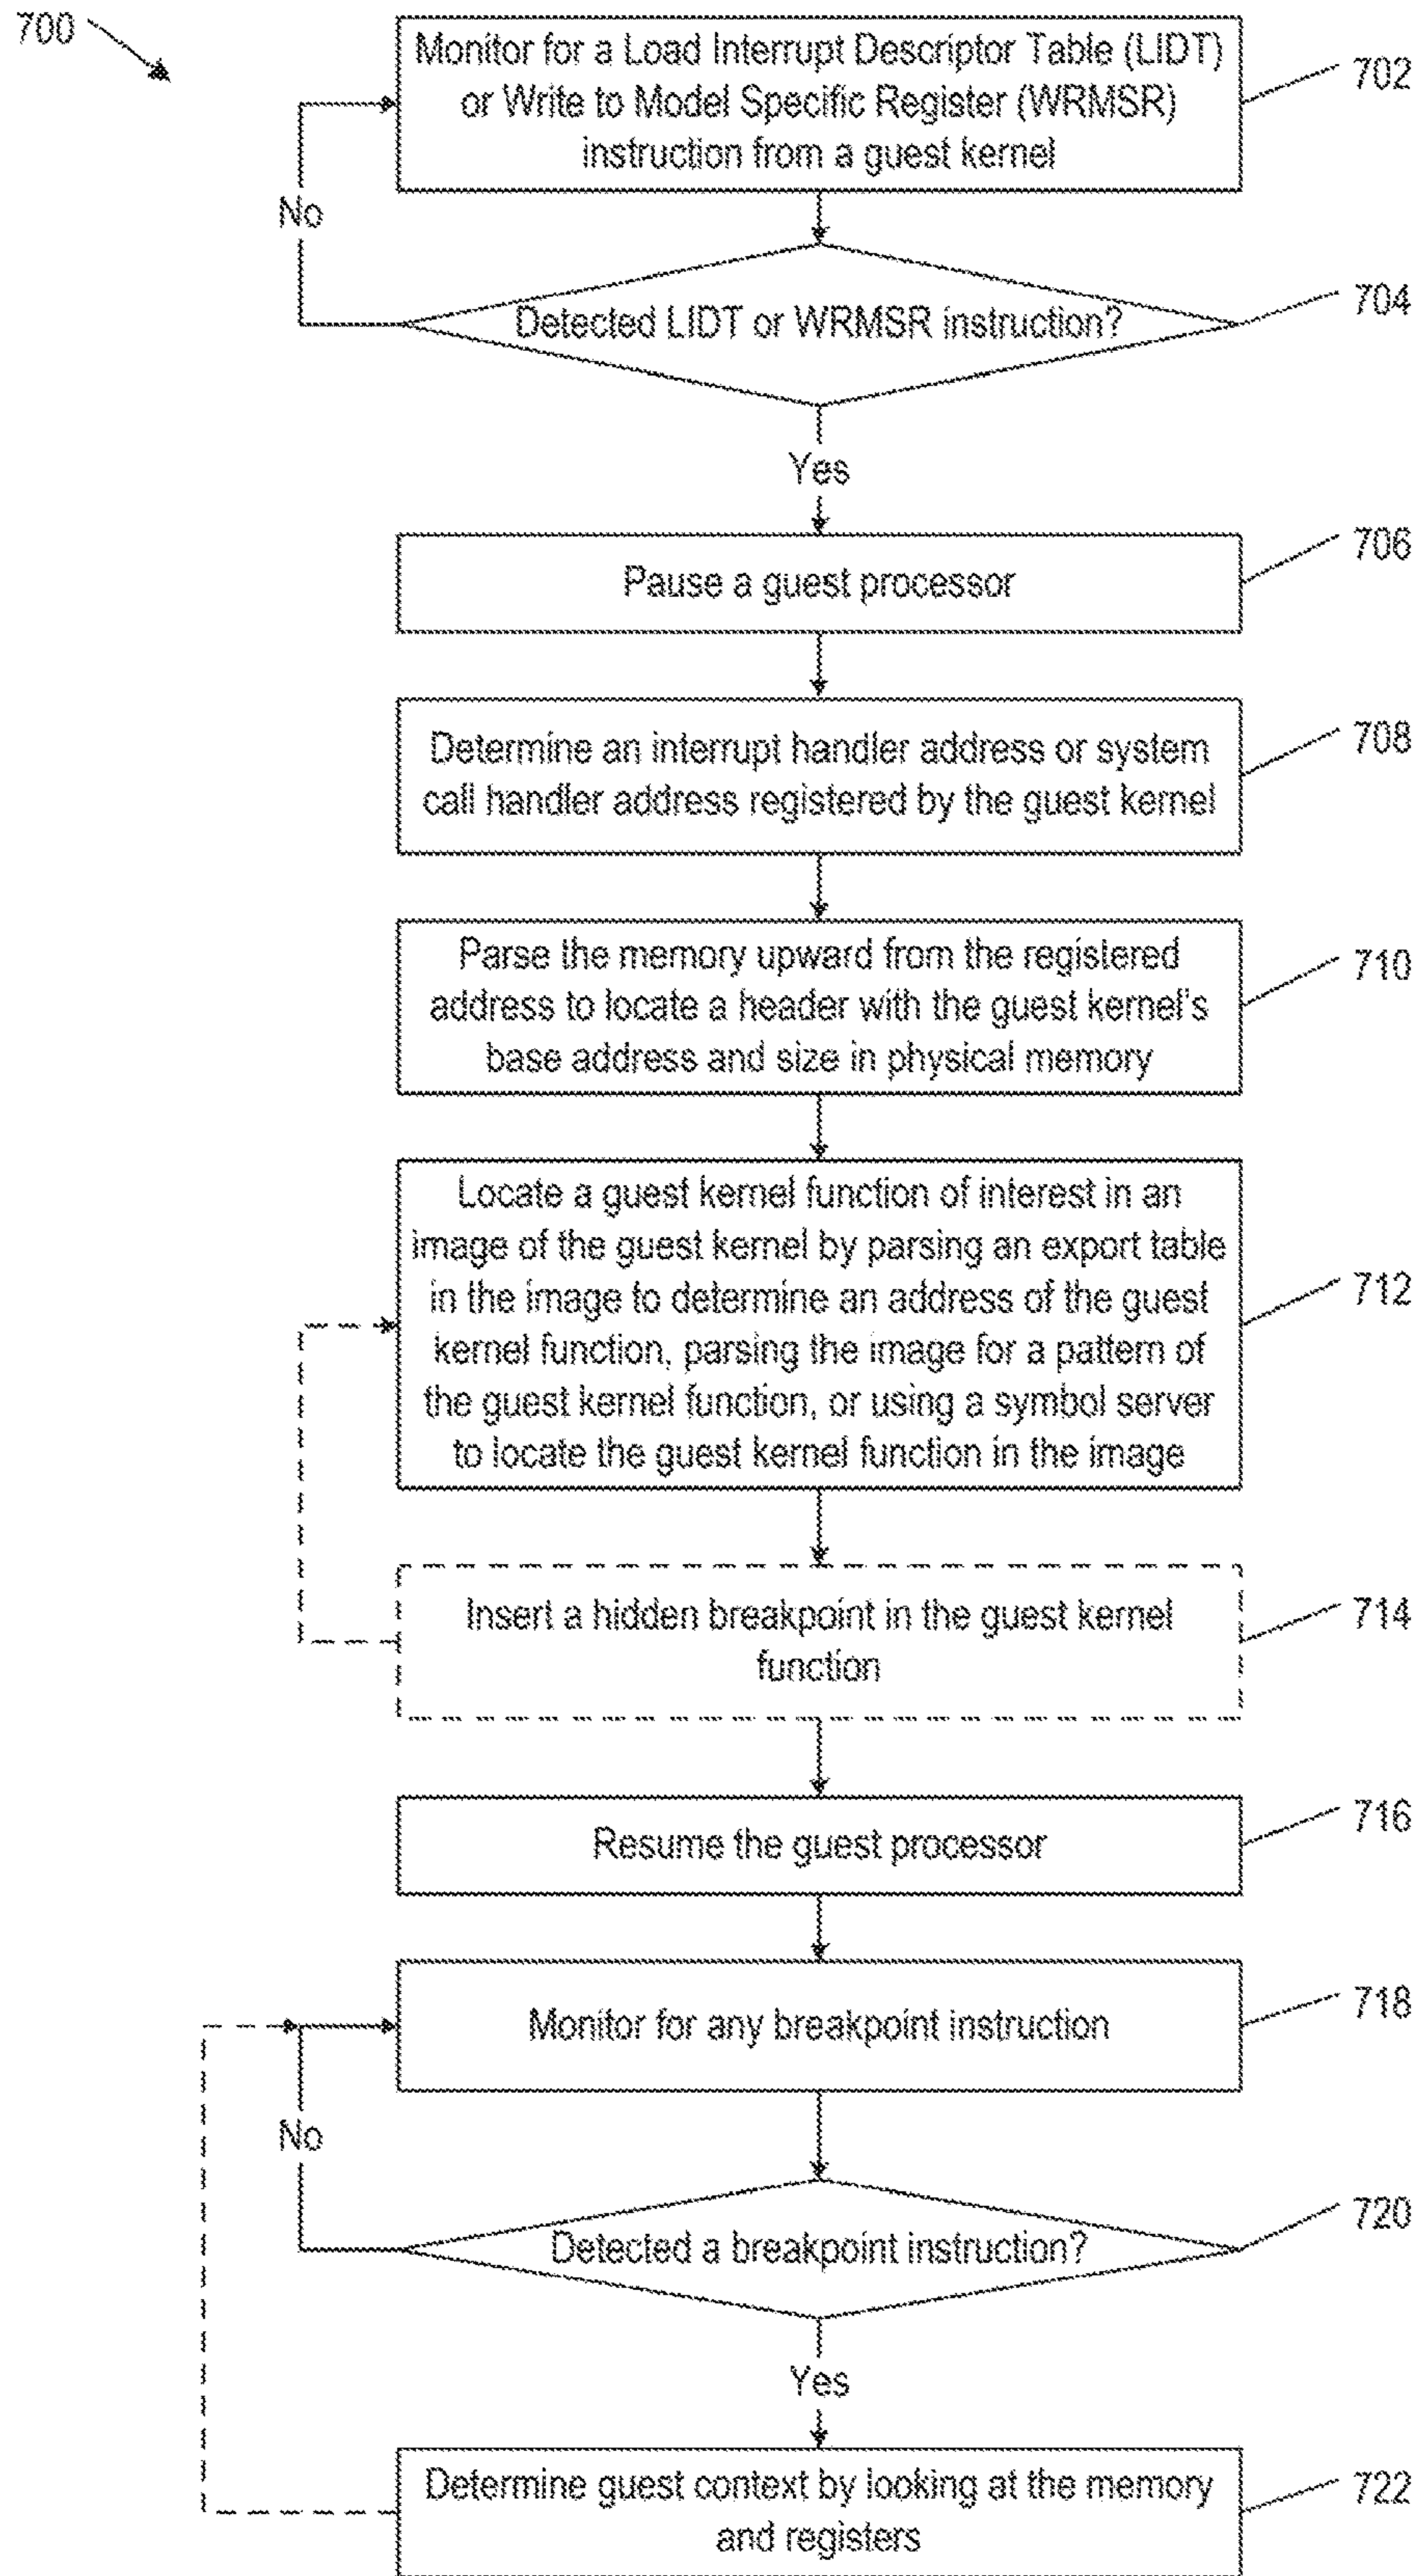 700
Monitor for a Load Interrupt Descriptor Table (LIDT)
or Write to Model Specific Register (WRMSR)
instruction from a guest kernel
702
No
Detected LIDT or WRMSR instruction?
704
Yes
Pause a guest processor
706
Determine an interrupt handler address or system
call handler address registered by the guest kernel
708
Parse the memory upward from the registered
address to locate a header with the guest kernel's
base address and size in physical memory
710
Locate a guest kernel function of interest in an
image of the guest kernel by parsing an export table
in the image to determine an address of the guest
kernel function, parsing the image for a pattern of
the guest kernel function, or using a symbol server
to locate the guest kernel function in the image
712
Insert a hidden breakpoint in the guest kernel
function
714
Resume the guest processor
716
Monitor for any breakpoint instruction
718
No
Detected a breakpoint instruction?
720
Yes
Determine guest context by looking at the memory
and registers
722